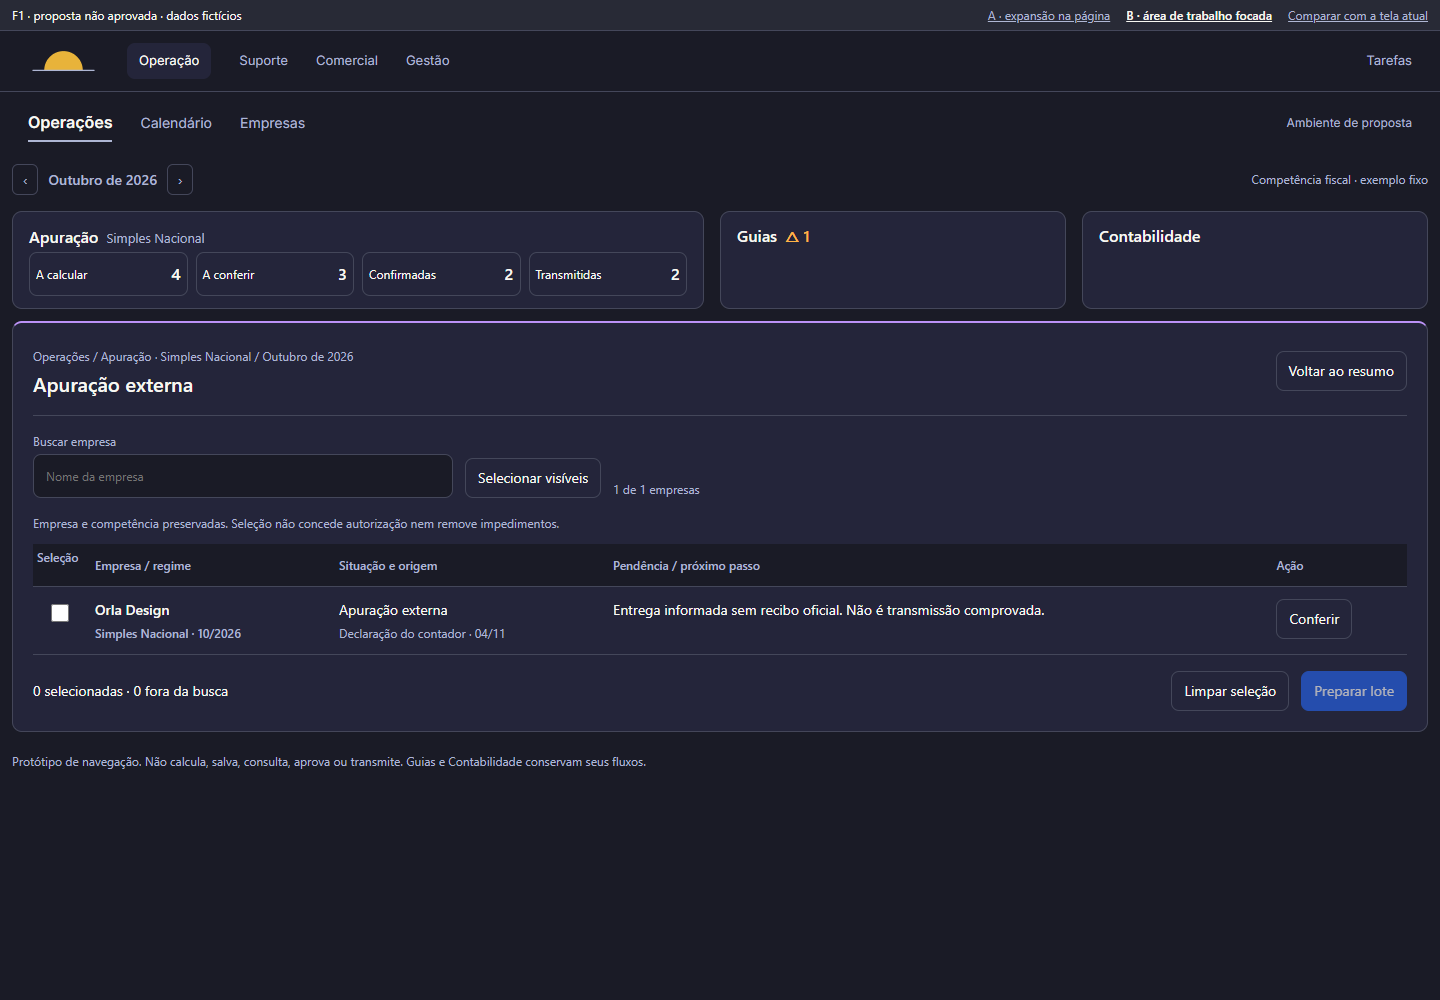 F1 · proposta não aprovada · dados fictícios
A · expansão na página B · área de trabalho focada Comparar com a tela atual
Operação Suporte Comercial Gestão Tarefas
Operações Calendário Empresas Ambiente de proposta
‹ Outubro de 2026 › Competência fiscal · exemplo fixo
Apuração Simples Nacional
A calcular 4 A conferir 3 Confirmadas 2 Transmitidas 2
Guias △ 1
Contabilidade
Operações / Apuração · Simples Nacional / Outubro de 2026
Apuração externa
Voltar ao resumo
Buscar empresa
Nome da empresa Selecionar visíveis 1 de 1 empresas
Empresa e competência preservadas. Seleção não concede autorização nem remove impedimentos.
Seleção Empresa / regime Situação e origem Pendência / próximo passo Ação
Orla Design Apuração externa Entrega informada sem recibo oficial. Não é transmissão comprovada. Conferir
Simples Nacional · 10/2026 Declaração do contador · 04/11
0 selecionadas · 0 fora da busca Limpar seleção Preparar lote
Protótipo de navegação. Não calcula, salva, consulta, aprova ou transmite. Guias e Contabilidade conservam seus fluxos.